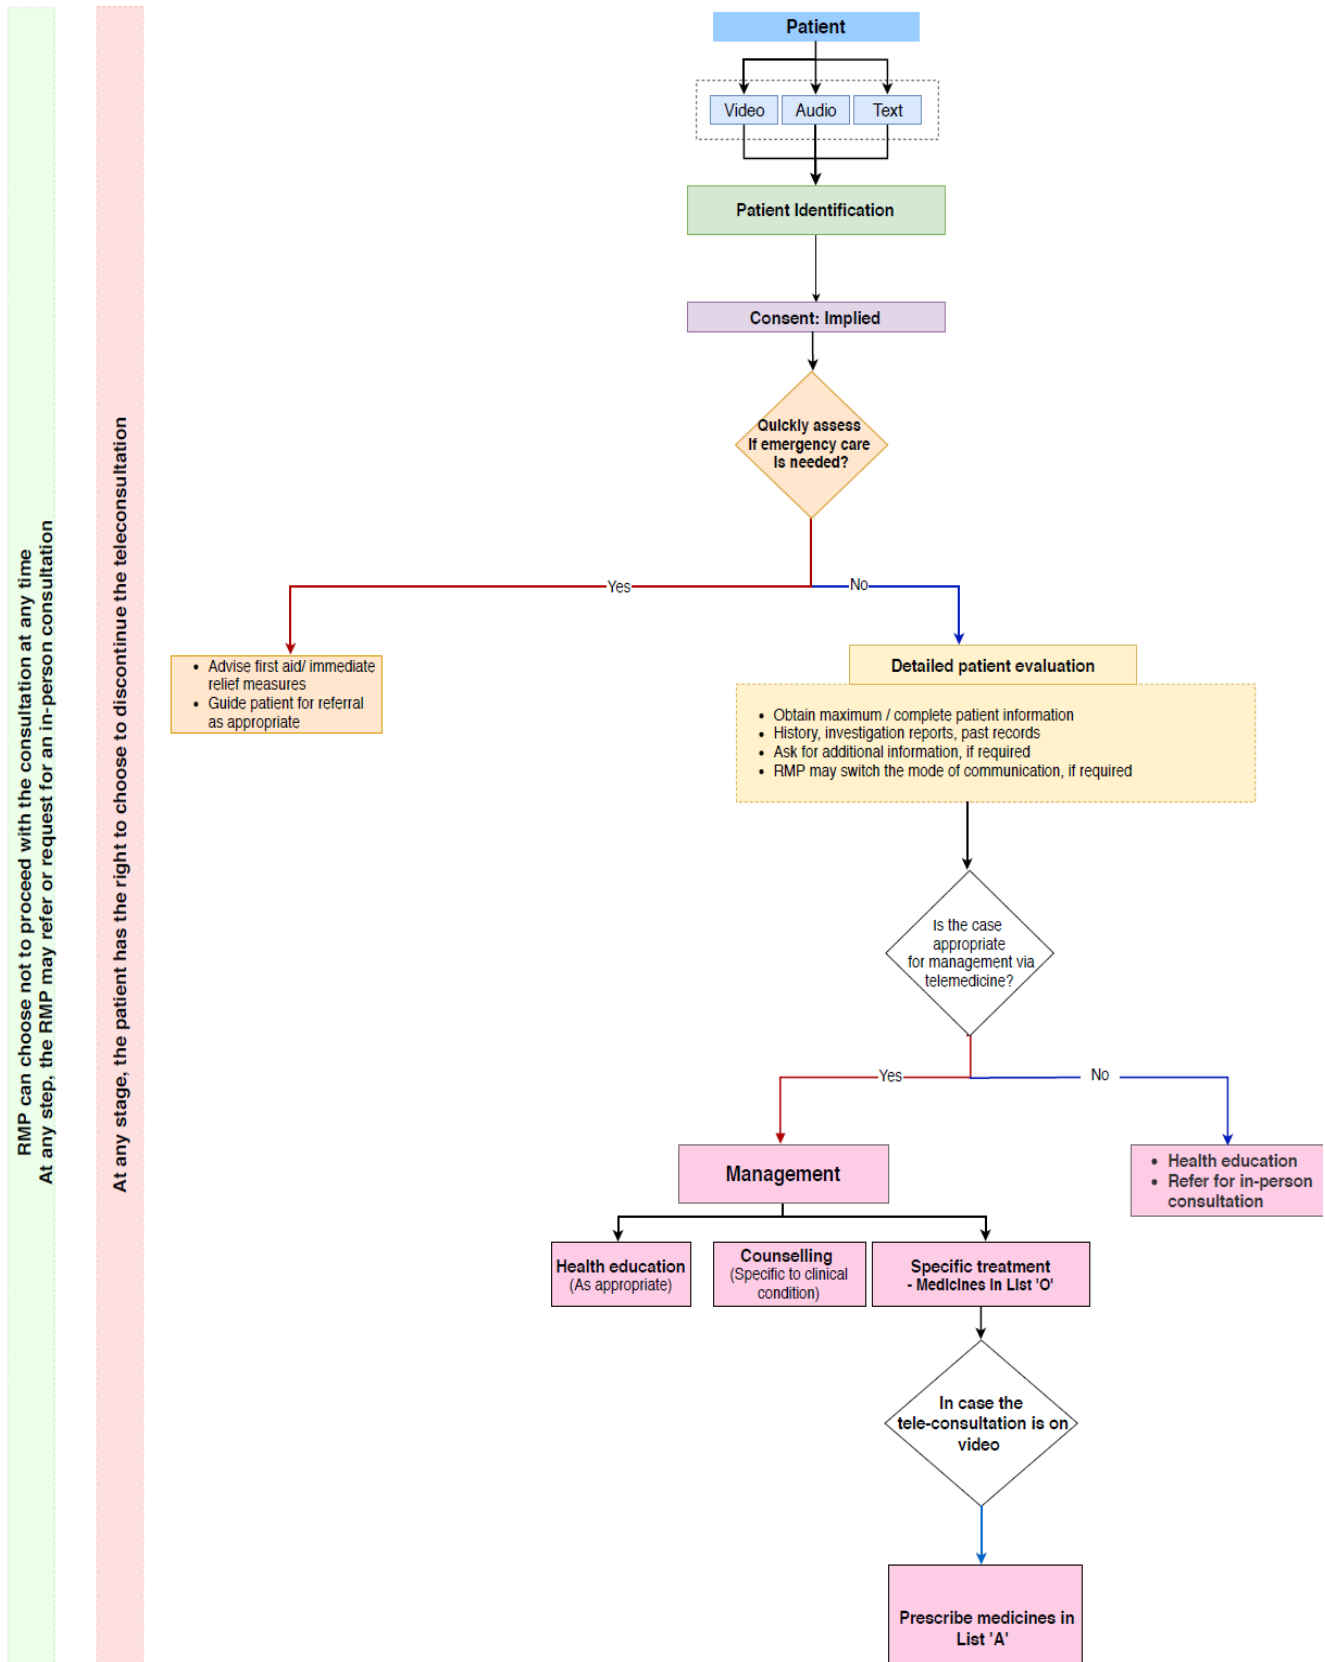 RMP can choose not to proceed with the consultation at any time
At any step, the RMP may refer or request for an in-person consultation
At any stage, the patient has the right to choose to discontinue the teleconsultation
Patient
Video
Audio
Text
Patient Identification
Consent: Implied
Quickly assess
If emergency care
Is needed?
Yes
No
• Advise first aid/ immediate
relief measures
• Guide patient for referral
as appropriate
Detailed patient evaluation
• Obtain maximum / complete patient information
• History, investigation reports, past records
• Ask for additional information, if required
• RMP may switch the mode of communication, if required
Is the case
appropriate
for management via
telemedicine?
Yes
No
Management
• Health education
• Refer for in-person
consultation
Health education
(As appropriate)
Counselling
(Specific to clinical
condition)
Specific treatment
- Medicines in List 'O'
In case the
tele-consultation is on
video
Prescribe medicines in
List 'A'